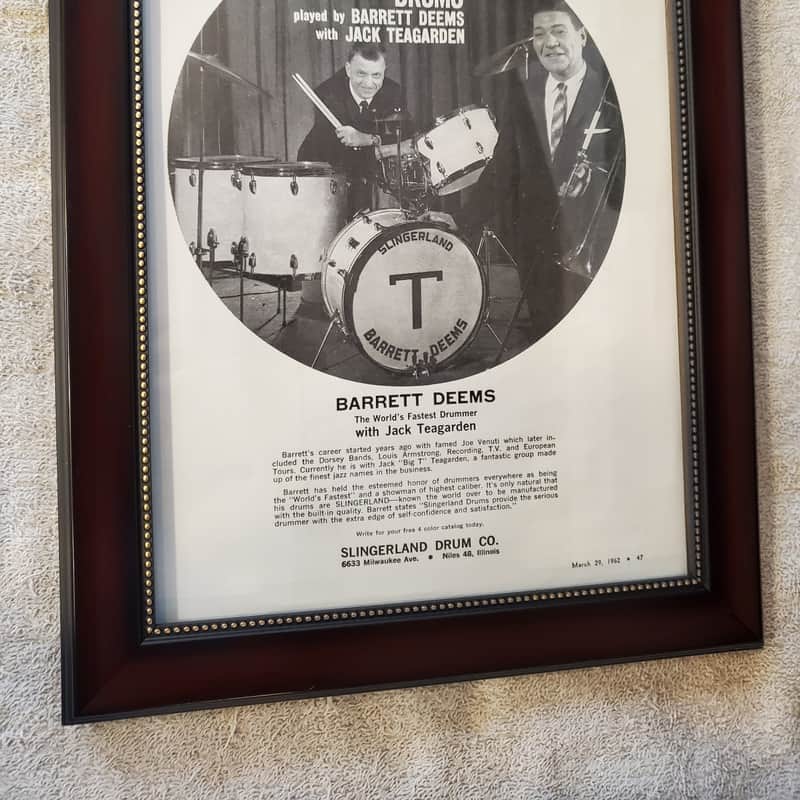 DRUMS
played by BARRETT DEEMS
with JACK TEAGARDEN
SLINGERLAND
T
BARRETT DEEMS
BARRETT DEEMS
The World's Fastest Drummer
with Jack Teagarden
Barrett's career started years ago with famed Joe Venuti which later in-
cluded the Dorsey Bands, Louis Armstrong, Recording, T.V. and European
Tours. Currently he is with Jack "Big T" Teagarden, a fantastic group made
up of the finest jazz names in the business.
Barrett has held the esteemed honor of drummers everywhere as being
the "World's Fastest" and a showman of highest caliber. It's only natural that
his drums are SLINGERLAND—known the world over to be manufactured
with the built-in quality. Barrett states "Slingerland Drums provide the serious
drummer with the extra edge of self-confidence and satisfaction."
Write for your free 4 color catalog today.
SLINGERLAND DRUM CO.
6633 Milwaukee Ave. • Niles 48, Illinois
March 29, 1962 • 47